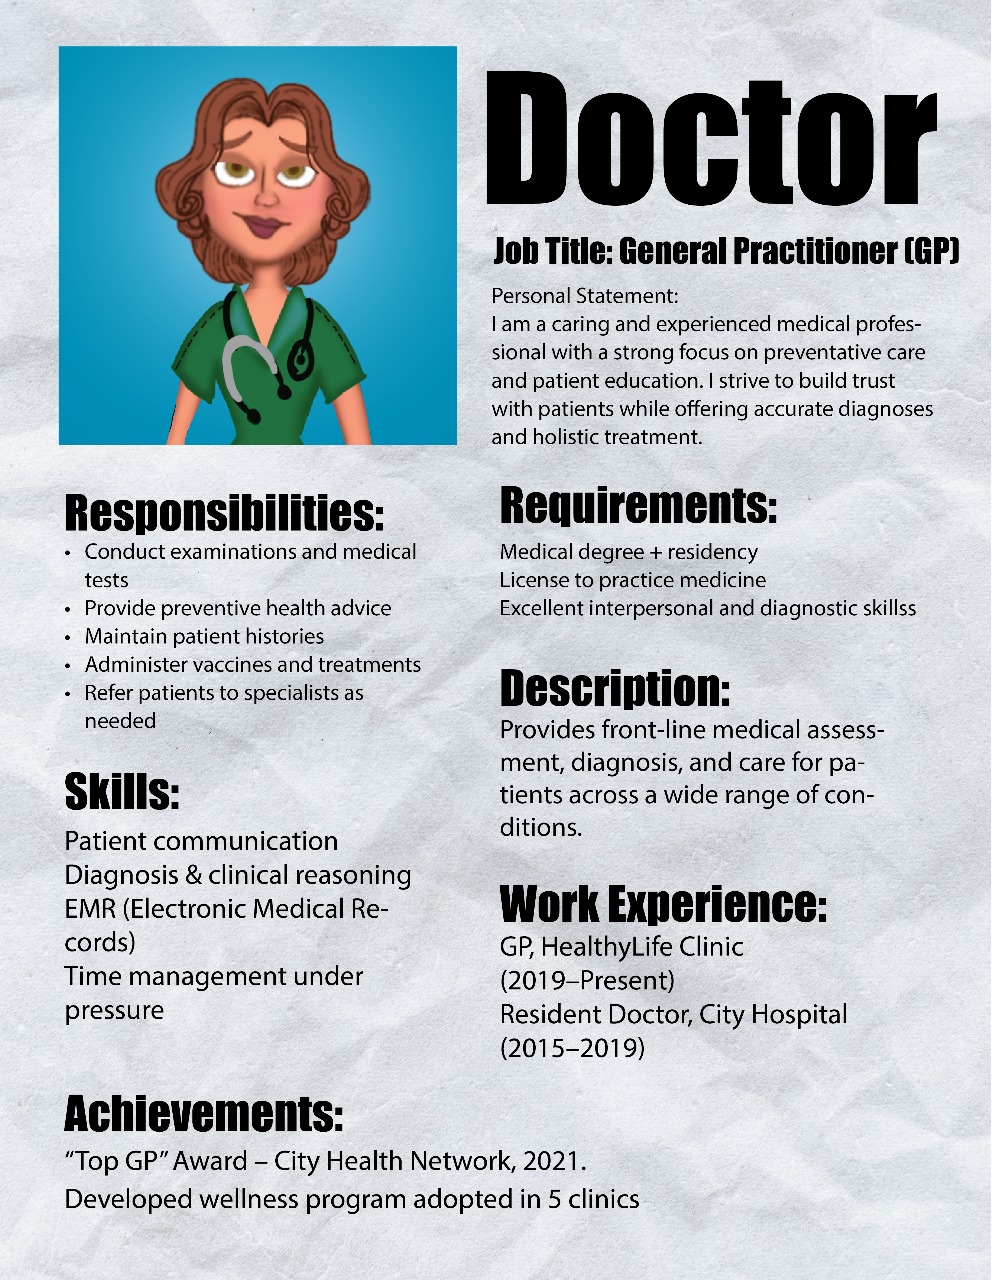 Doctor
Job Title: General Practitioner (GP)
Personal Statement:
I am a caring and experienced medical profes-
sional with a strong focus on preventative care
and patient education. I strive to build trust
with patients while offering accurate diagnoses
and holistic treatment.
Responsibilities:
• Conduct examinations and medical
tests
• Provide preventive health advice
• Maintain patient histories
• Administer vaccines and treatments
• Refer patients to specialists as
needed
Skills:
Patient communication
Diagnosis & clinical reasoning
EMR (Electronic Medical Re-
cords)
Time management under
pressure
Requirements:
Medical degree + residency
License to practice medicine
Excellent interpersonal and diagnostic skillss
Description:
Provides front-line medical assess-
ment, diagnosis, and care for pa-
tients across a wide range of con-
ditions.
Work Experience:
GP, HealthyLife Clinic
(2019–Present)
Resident Doctor, City Hospital
(2015–2019)
Achievements:
“Top GP” Award – City Health Network, 2021.
Developed wellness program adopted in 5 clinics